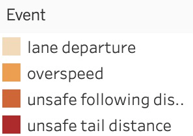 Event
lane departure
overspeed
unsafe following dis..
unsafe tail distance